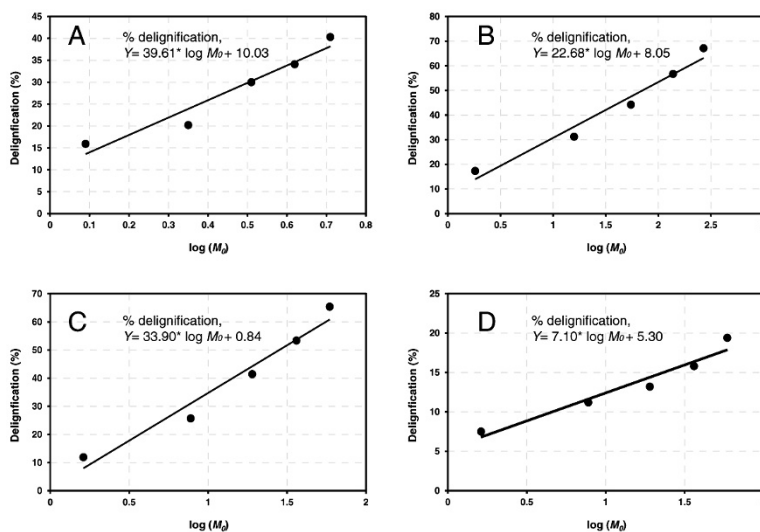 A
% delignification,
Y= 39.61* log M₀ + 10.03
Delignfication (%)
45
40
35
30
25
20
15
10
5
0
0 0.1 0.2 0.3 0.4 0.5 0.6 0.7 0.8
log (M₀)
B
% delignification,
Y= 22.68* log M₀ + 8.05
Delignfication (%)
80
70
60
50
40
30
20
10
0
0 0.5 1 1.5 2 2.5
log (M₀)
C
% delignification,
Y= 33.90* log M₀ + 0.84
Delignfication (%)
70
60
50
40
30
20
10
0
0 0.5 1 1.5 2
log (M₀)
D
% delignification,
Y= 7.10* log M₀ + 5.30
Delignfication (%)
25
20
15
10
5
0
0 0.5 1 1.5
log (M₀)